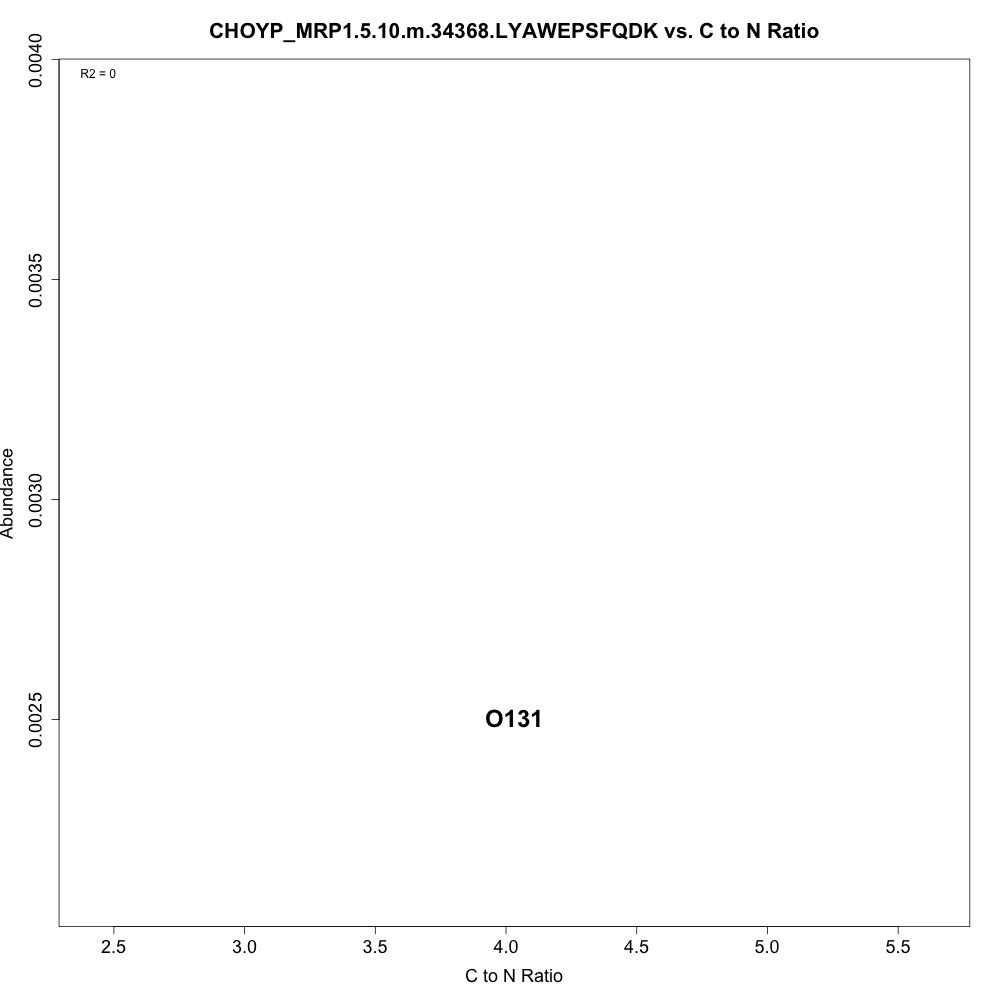 CHOYP_MRP1.5.10.m.34368.LYAWEPSFQDK vs. C to N Ratio
R2 = 0
0.0040
0.0035
0.0030
0.0025
Abundance
O131
2.5 3.0 3.5 4.0 4.5 5.0 5.5
C to N Ratio